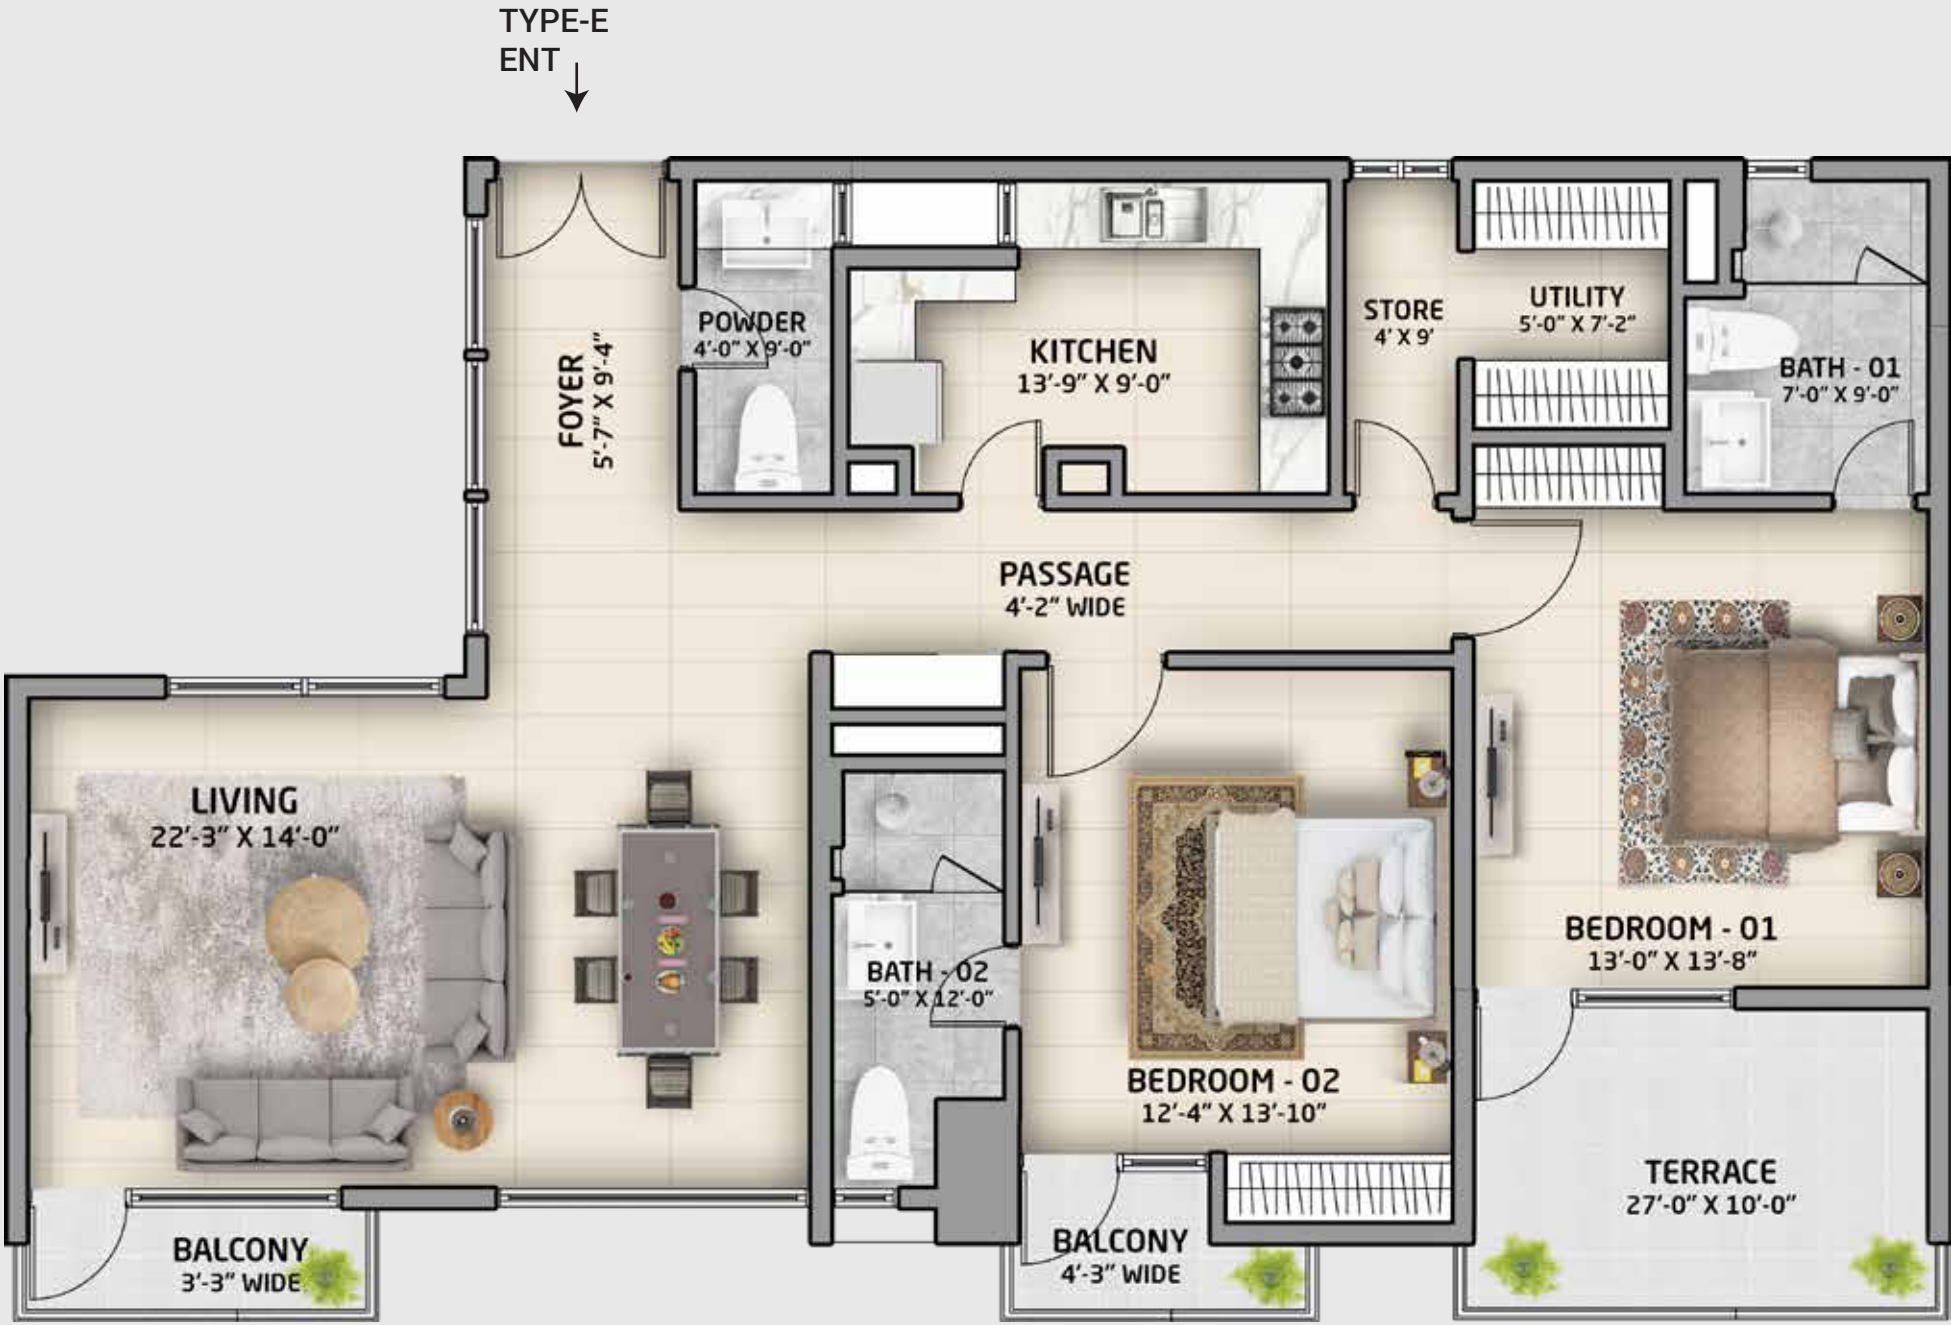 TYPE-E
ENT
POWDER
4'-0" X 9'-0"
FOYER
5'-7" X 9'-4"
KITCHEN
13'-9" X 9'-0"
STORE
4' X 9'
UTILITY
5'-0" X 7'-2"
BATH - 01
7'-0" X 9'-0"
PASSAGE
4'-2" WIDE
LIVING
22'-3" X 14'-0"
BATH - 02
5'-0" X 12'-0"
BEDROOM - 01
13'-0" X 13'-8"
BEDROOM - 02
12'-4" X 13'-10"
TERRACE
27'-0" X 10'-0"
BALCONY
3'-3" WIDE
BALCONY
4'-3" WIDE